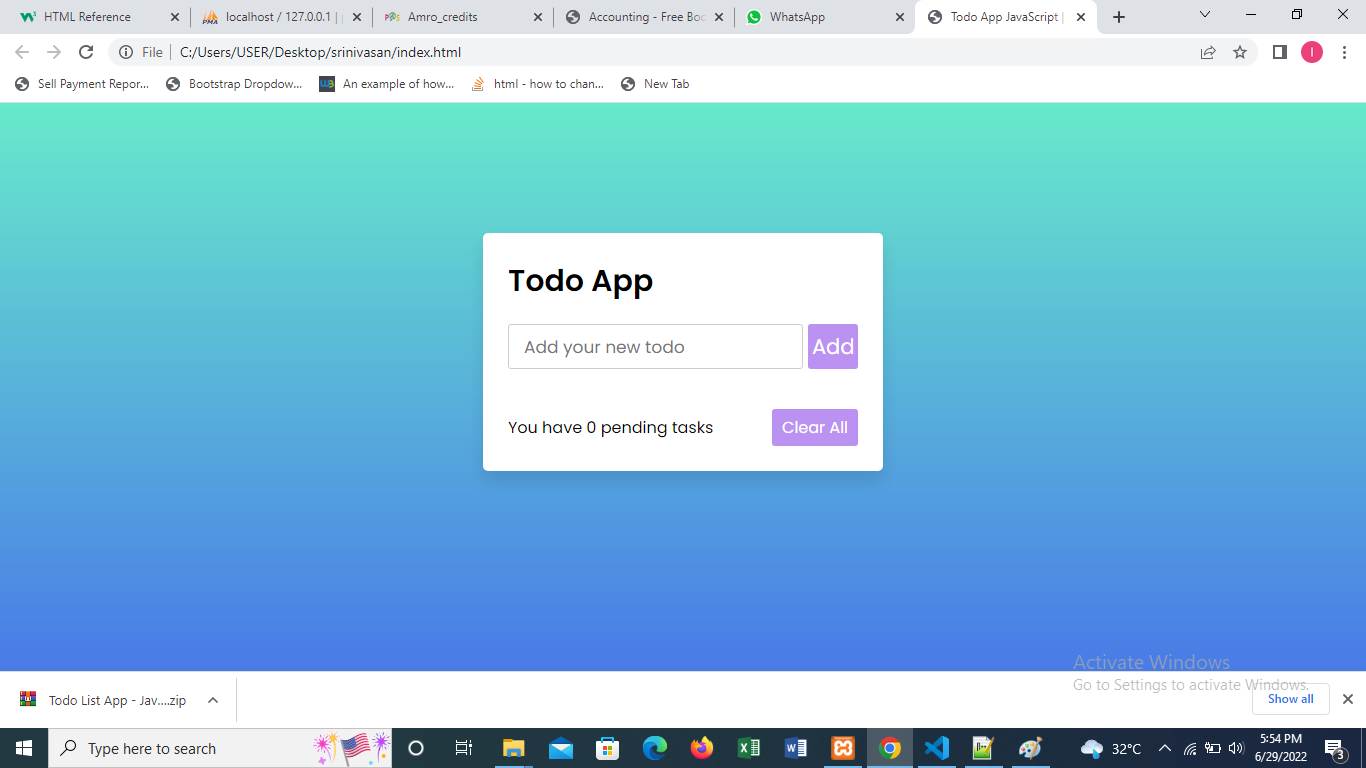 HTML Reference
localhost / 127.0.0.1 |
Amro_credits
Accounting - Free Boo
WhatsApp
Todo App JavaScript |
File
C:/Users/USER/Desktop/srinivasan/index.html
I
Sell Payment Repor...
Bootstrap Dropdow...
An example of how...
html - how to chan...
New Tab
Todo App
Add your new todo
Add
You have 0 pending tasks
Clear All
Activate Windows
Go to Settings to activate Windows.
Todo List App - Jav....zip
Show all
Type here to search
32°C
5:54 PM
6/29/2022
3